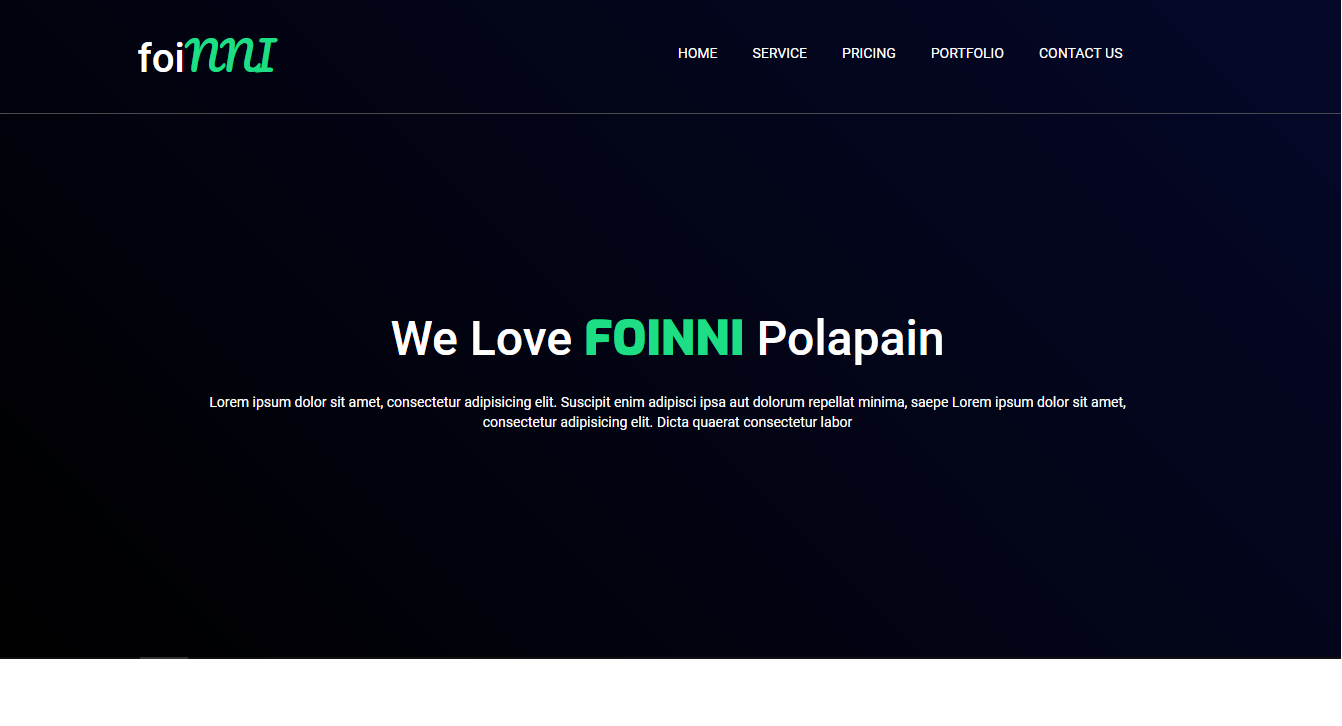 foinnI
HOME SERVICE PRICING PORTFOLIO CONTACT US
We Love FOINNI Polapain
Lorem ipsum dolor sit amet, consectetur adipisicing elit. Suscipit enim adipisci ipsa aut dolorum repellat minima, saepe Lorem ipsum dolor sit amet,
consectetur adipisicing elit. Dicta quaerat consectetur labor